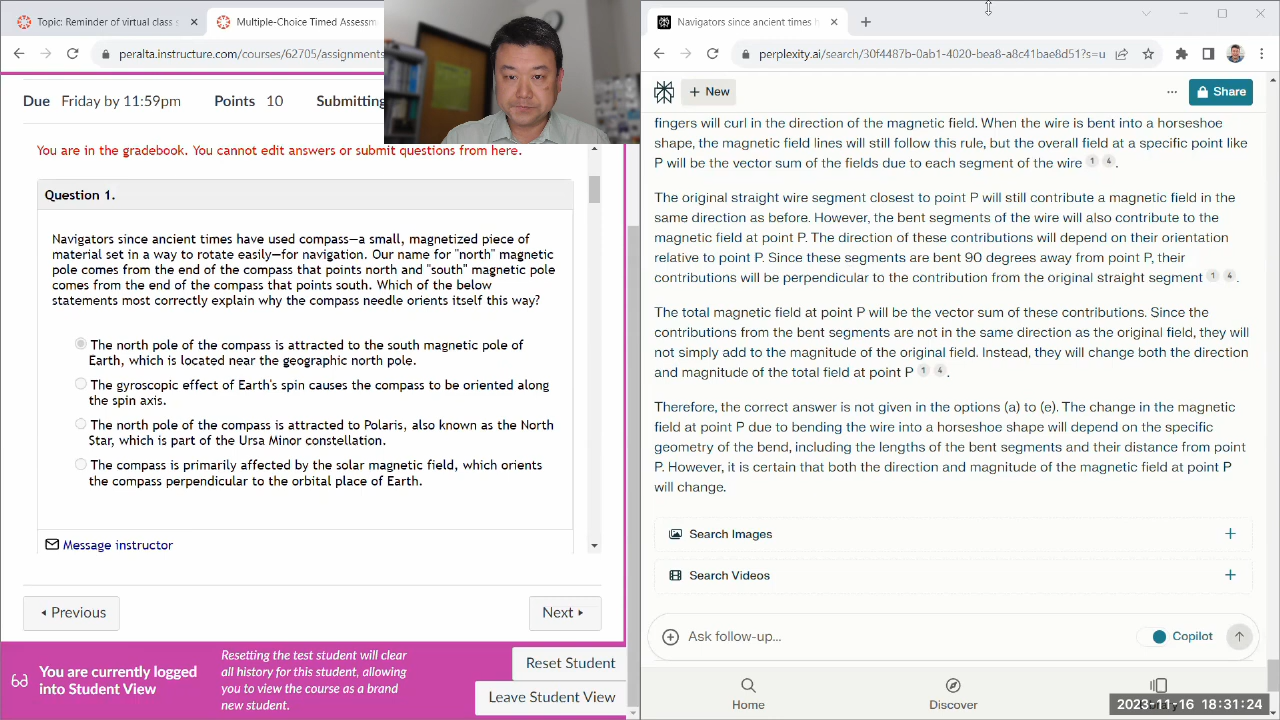 Topic: Reminder of virtual class s
Multiple-Choice Timed Assessm
peralta.instructure.com/courses/62705/assignments
Due Friday by 11:59pm Points 10 Submitting
You are in the gradebook. You cannot edit answers or submit questions from here.
Question 1.
Navigators since ancient times have used compass—a small, magnetized piece of
material set in a way to rotate easily—for navigation. Our name for "north" magnetic
pole comes from the end of the compass that points north and "south" magnetic pole
comes from the end of the compass that points south. Which of the below
statements most correctly explain why the compass needle orients itself this way?
The north pole of the compass is attracted to the south magnetic pole of
Earth, which is located near the geographic north pole.
The gyroscopic effect of Earth's spin causes the compass to be oriented along
the spin axis.
The north pole of the compass is attracted to Polaris, also known as the North
Star, which is part of the Ursa Minor constellation.
The compass is primarily affected by the solar magnetic field, which orients
the compass perpendicular to the orbital place of Earth.
Message instructor
Previous
Next
You are currently logged
into Student View
Resetting the test student will clear
all history for this student, allowing
you to view the course as a brand
new student.
Reset Student
Leave Student View
Navigators since ancient times h
perplexity.ai/search/30f4487b-0ab1-4020-bea8-a8c41bae8d51?s=u
New
Share
fingers will curl in the direction of the magnetic field. When the wire is bent into a horseshoe
shape, the magnetic field lines will still follow this rule, but the overall field at a specific point like
P will be the vector sum of the fields due to each segment of the wire 1 4 .
The original straight wire segment closest to point P will still contribute a magnetic field in the
same direction as before. However, the bent segments of the wire will also contribute to the
magnetic field at point P. The direction of these contributions will depend on their orientation
relative to point P. Since these segments are bent 90 degrees away from point P, their
contributions will be perpendicular to the contribution from the original straight segment 1 4 .
The total magnetic field at point P will be the vector sum of these contributions. Since the
contributions from the bent segments are not in the same direction as the original field, they will
not simply add to the magnitude of the original field. Instead, they will change both the direction
and magnitude of the total field at point P 1 4 .
Therefore, the correct answer is not given in the options (a) to (e). The change in the magnetic
field at point P due to bending the wire into a horseshoe shape will depend on the specific
geometry of the bend, including the lengths of the bent segments and their distance from point
P. However, it is certain that both the direction and magnitude of the magnetic field at point P
will change.
Search Images
Search Videos
Ask follow-up...
Copilot
Home
Discover
2023-11-16 18:31:24